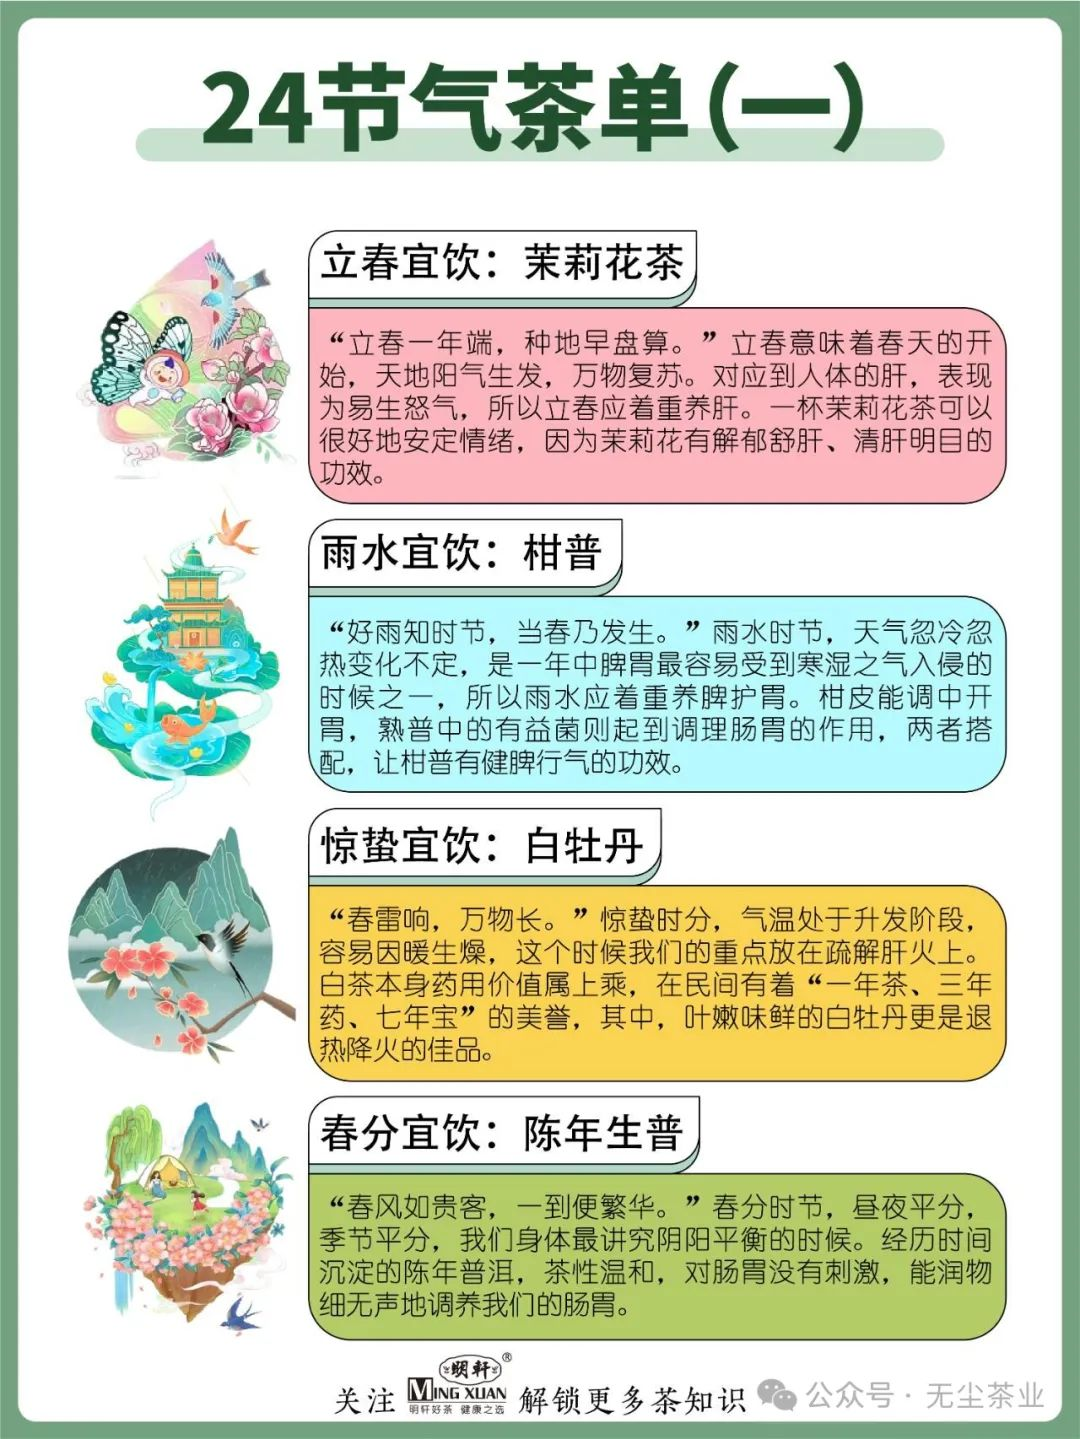 24节气茶单(一)
立春宜饮：茉莉花茶
“立春一年端，种地早盘算。”立春意味着春天的开
始，天地阳气生发，万物复苏。对应到人体的肝，表现
为易生怒气，所以立春应着重养肝。一杯茉莉花茶可以
很好地安定情绪，因为茉莉花有解郁舒肝、清肝明目的
功效。
雨水宜饮：柑普
“好雨知时节，当春乃发生。”雨水时节，天气忽冷忽
热变化不定，是一年中脾胃最容易受到寒湿之气入侵的
时候之一，所以雨水应着重养脾护胃。柑皮能调中开
胃，熟普中的有益菌则起到调理肠胃的作用，两者搭
配，让柑普有健脾行气的功效。
惊蛰宜饮：白牡丹
“春雷响，万物长。”惊蛰时分，气温处于升发阶段，
容易因暖生燥，这个时候我们的重点放在疏解肝火上。
白茶本身药用价值属上乘，在民间有着“一年茶、三年
药、七年宝”的美誉，其中，叶嫩味鲜的白牡丹更是退
热降火的佳品。
春分宜饮：陈年生普
“春风如贵客，一到便繁华。”春分时节，昼夜平分，
季节平分，我们身体最讲究阴阳平衡的时候。经历时间
沉淀的陈年普洱，茶性温和，对肠胃没有刺激，能润物
细无声地调养我们的肠胃。
明轩®
关注 MING XUAN 解锁更多茶知识
明轩好茶 健康之选
公众号·无尘茶业